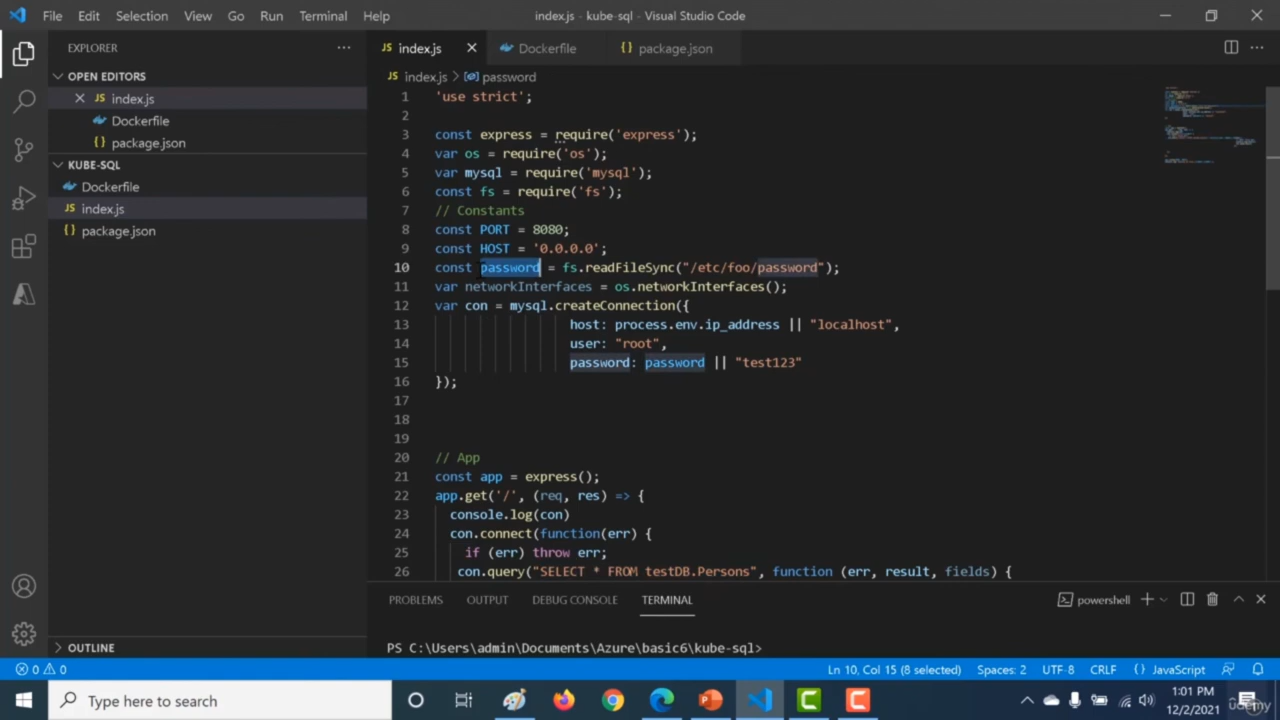 File Edit Selection View Go Run Terminal Help index.js - kube-sql - Visual Studio Code
EXPLORER
OPEN EDITORS
JS index.js
Dockerfile
{} package.json
KUBE-SQL
Dockerfile
JS index.js
{} package.json
OUTLINE
JS index.js Dockerfile {} package.json
JS index.js > password
1 'use strict';
2
3 const express = require('express');
4 var os = require('os');
5 var mysql = require('mysql');
6 const fs = require('fs');
7 // Constants
8 const PORT = 8080;
9 const HOST = '0.0.0.0';
10 const password = fs.readFileSync("/etc/foo/password");
11 var networkInterfaces = os.networkInterfaces();
12 var con = mysql.createConnection({
13 host: process.env.ip_address || "localhost",
14 user: "root",
15 password: password || "test123"
16 });
17
18
19
20 // App
21 const app = express();
22 app.get('/', (req, res) => {
23 console.log(con)
24 con.connect(function(err) {
25 if (err) throw err;
26 con.query("SELECT * FROM testDB.Persons", function (err, result, fields) {
PROBLEMS OUTPUT DEBUG CONSOLE TERMINAL powershell
PS C:\Users\admin\Documents\Azure\basic6\kube-sql>
0 0 Ln 10, Col 15 (8 selected) Spaces: 2 UTF-8 CRLF {} JavaScript
Type here to search
1:01 PM
12/2/2021
udemy